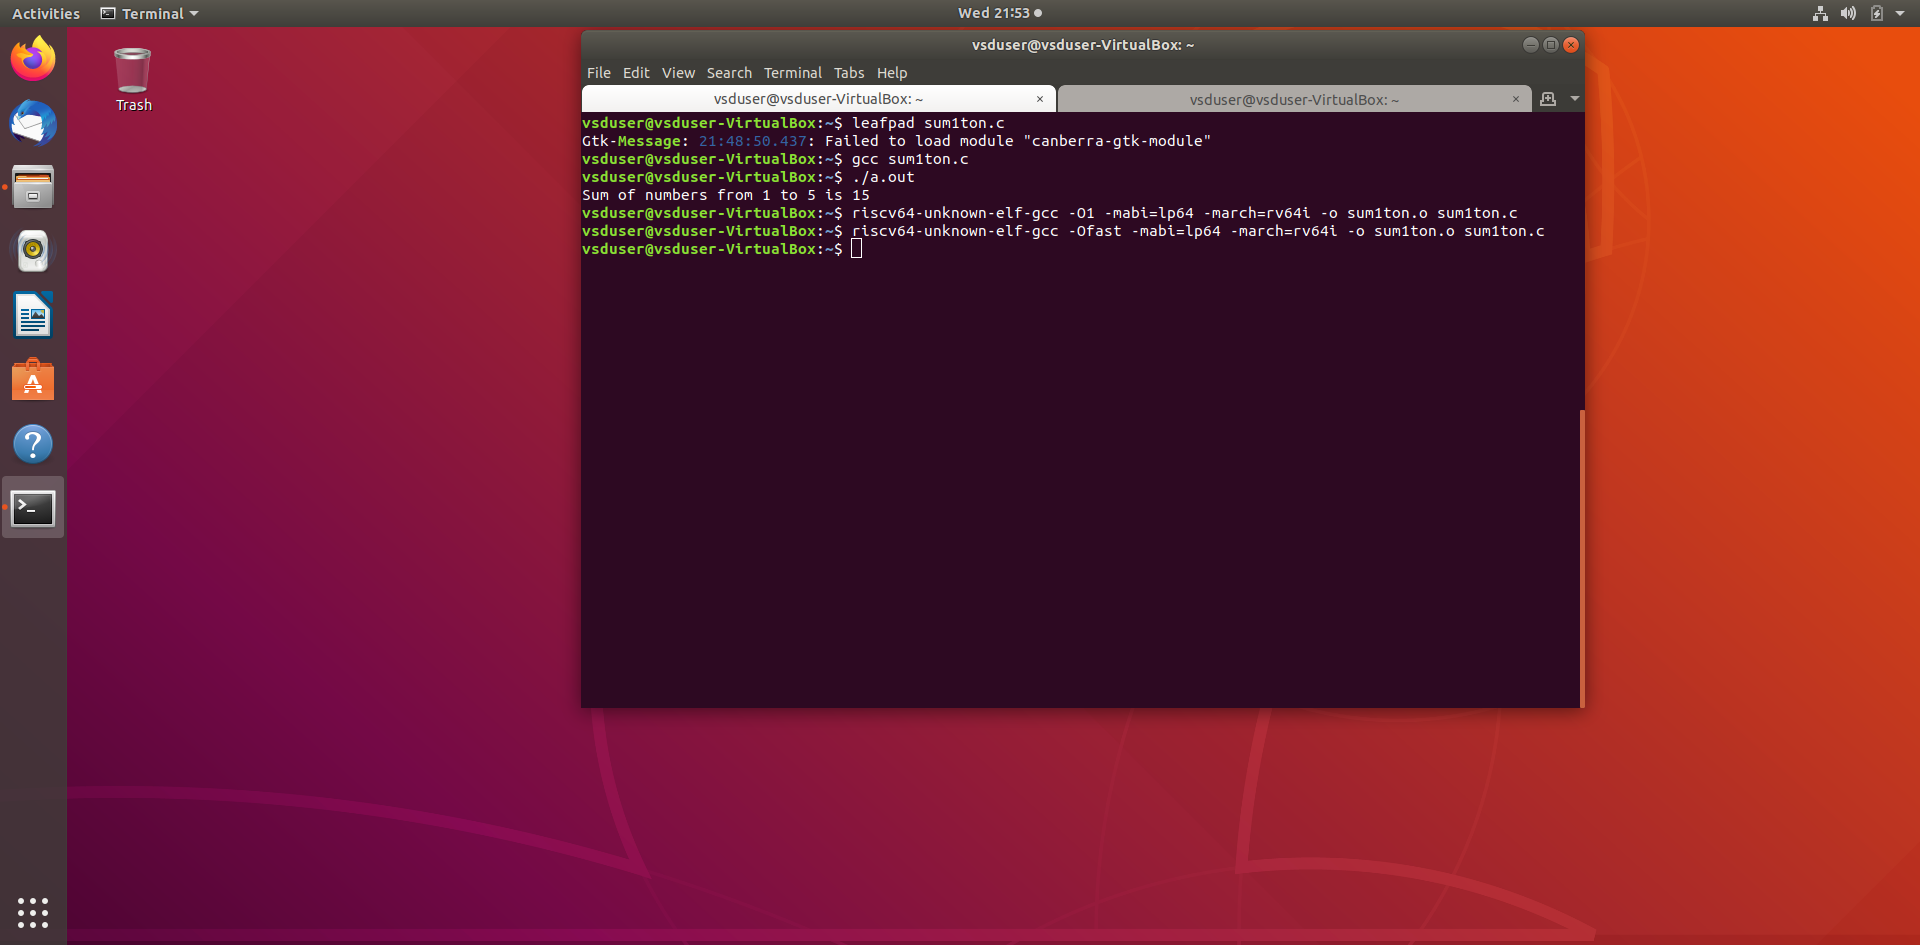 Activities
Terminal
Wed 21:53
Trash
vsduser@vsduser-VirtualBox: ~
File Edit View Search Terminal Tabs Help
vsduser@vsduser-VirtualBox: ~
vsduser@vsduser-VirtualBox: ~
vsduser@vsduser-VirtualBox:~$ leafpad sum1ton.c
Gtk-Message: 21:48:50.437: Failed to load module "canberra-gtk-module"
vsduser@vsduser-VirtualBox:~$ gcc sum1ton.c
vsduser@vsduser-VirtualBox:~$ ./a.out
Sum of numbers from 1 to 5 is 15
vsduser@vsduser-VirtualBox:~$ riscv64-unknown-elf-gcc -O1 -mabi=lp64 -march=rv64i -o sum1ton.o sum1ton.c
vsduser@vsduser-VirtualBox:~$ riscv64-unknown-elf-gcc -Ofast -mabi=lp64 -march=rv64i -o sum1ton.o sum1ton.c
vsduser@vsduser-VirtualBox:~$